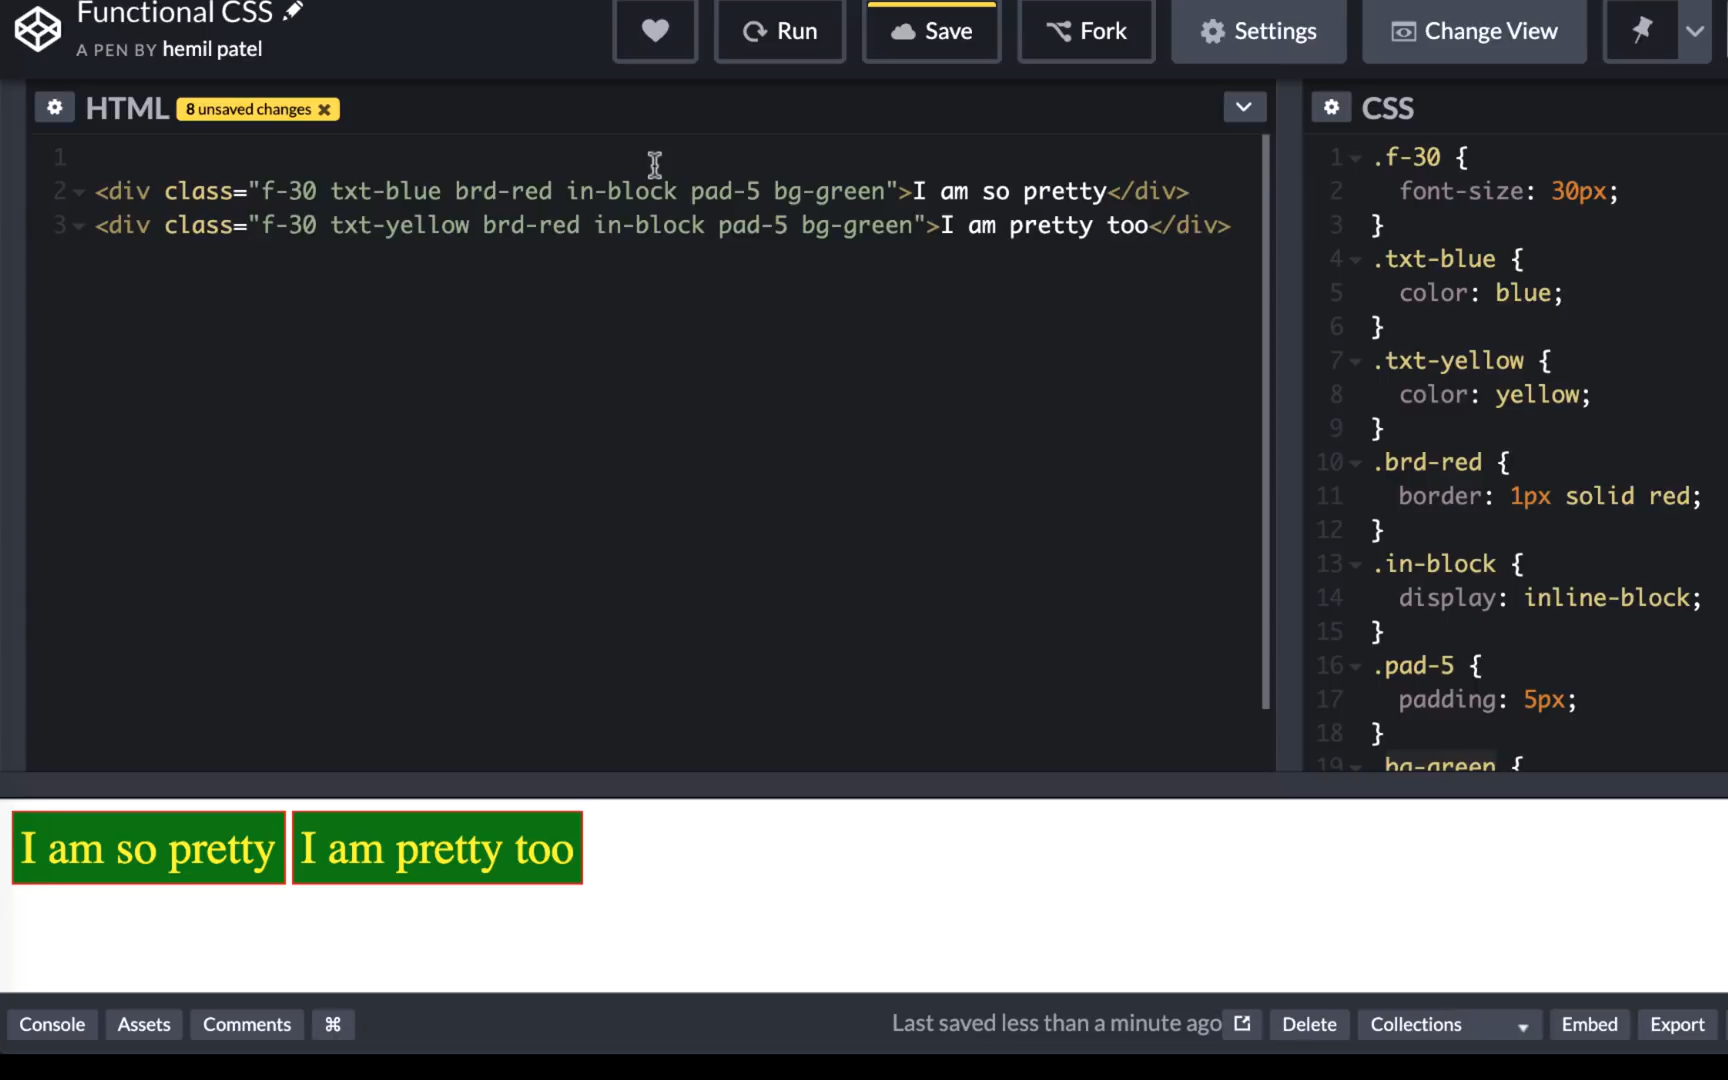 Functional CSS
A PEN BY hemil patel
Run
Save
Fork
Settings
Change View
HTML
8 unsaved changes x
1
2 <div class="f-30 txt-blue brd-red in-block pad-5 bg-green">I am so pretty</div>
3 <div class="f-30 txt-yellow brd-red in-block pad-5 bg-green">I am pretty too</div>
CSS
1 .f-30 {
2 font-size: 30px;
3 }
4 .txt-blue {
5 color: blue;
6 }
7 .txt-yellow {
8 color: yellow;
9 }
10 .brd-red {
11 border: 1px solid red;
12 }
13 .in-block {
14 display: inline-block;
15 }
16 .pad-5 {
17 padding: 5px;
18 }
19 .bg-green {
I am so pretty
I am pretty too
Console
Assets
Comments
⌘
Last saved less than a minute ago
Delete
Collections
Embed
Export